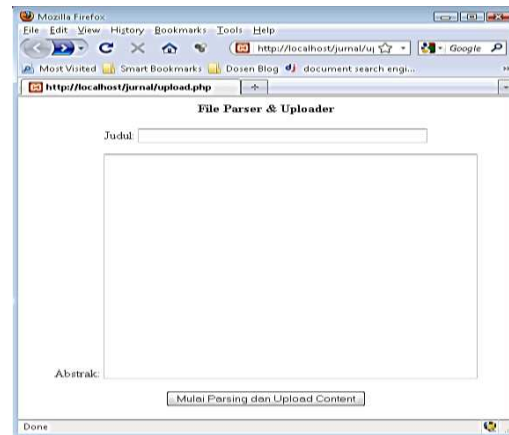 Mozilla Firefox
File Edit View History Bookmarks Tools Help
http://localhost/jurnal/u Google
Most Visited Smart Bookmarks Dosen Blog document search engi...
http://localhost/jurnal/upload.php
File Parser & Uploader
Judul:
Abstrak:
Mulai Parsing dan Upload Content
Done